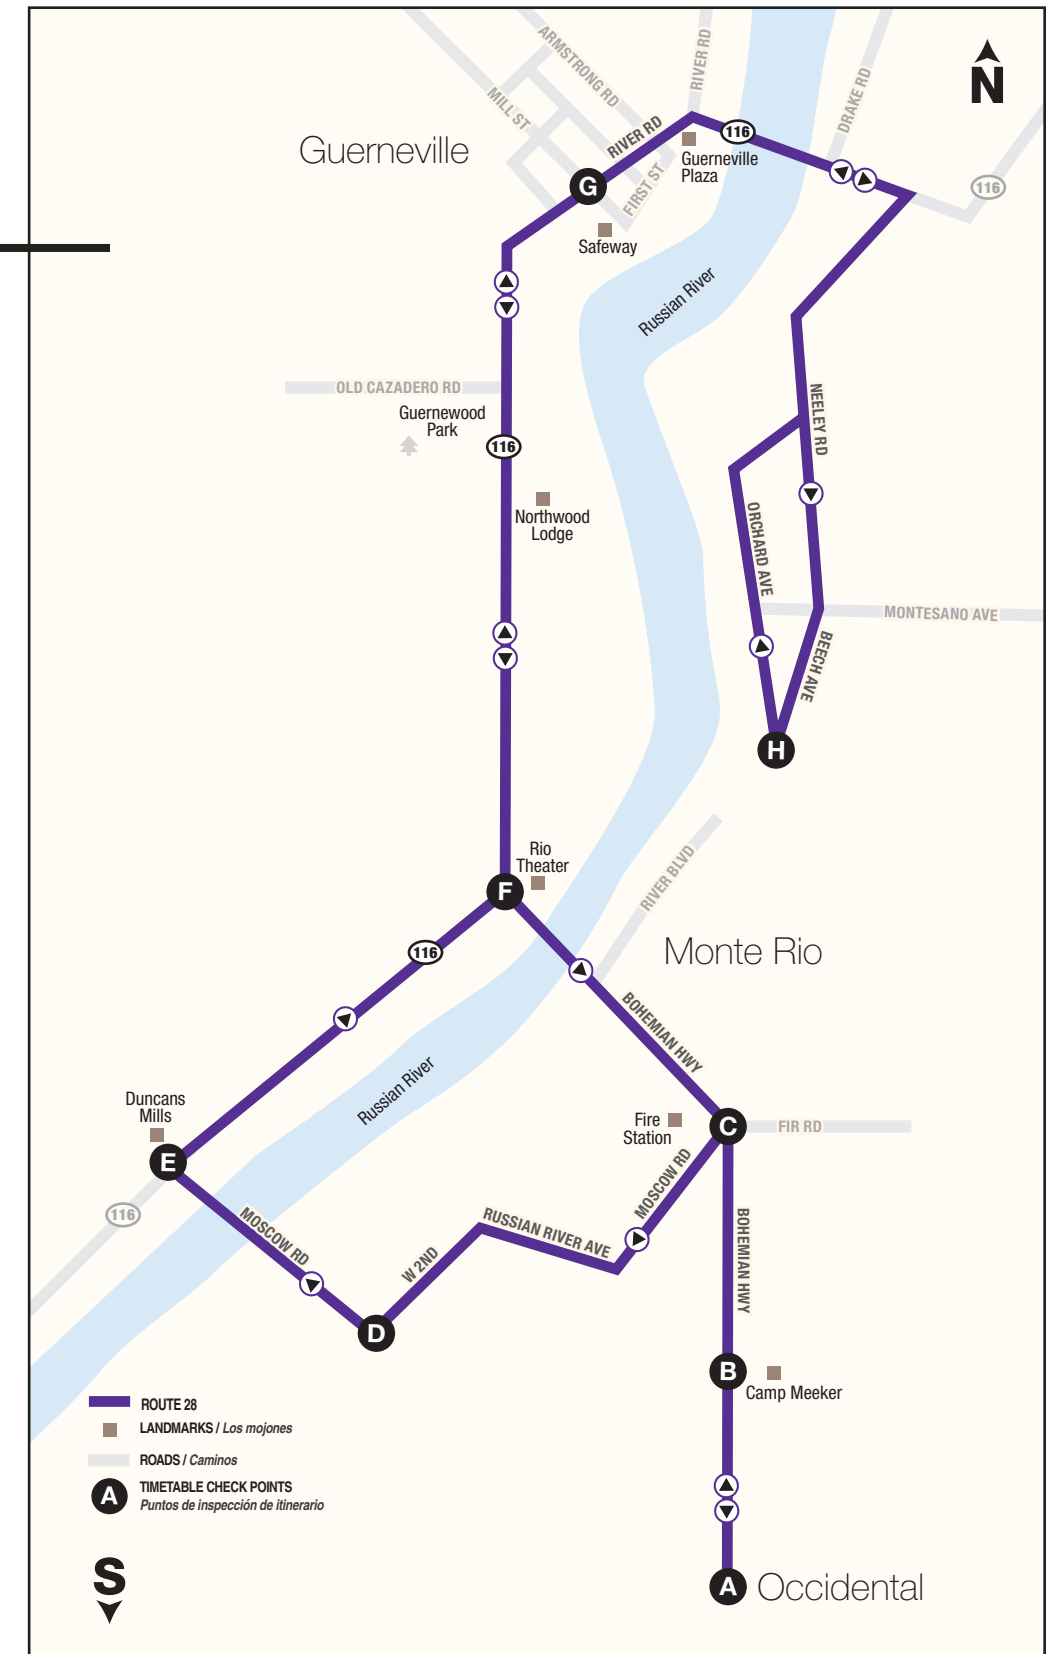 N
ARMSTRONG RD
RIVER RD
DRAKE RD
MILL ST
RIVER RD
116
Guerneville
Guerneville
Plaza
FIRST ST
116
G
Safeway
Russian River
OLD CAZADERO RD
Guernewood
Park
116
NEELEY RD
Northwood
Lodge
ORCHARD AVE
MONTESANO AVE
BEECH AVE
H
Rio
Theater
F
RIVER BLVD
116
Monte Rio
BOHEMIAN HWY
Russian River
Duncans
Mills
Fire
Station
C
FIR RD
E
MOSCOW RD
116
MOSCOW RD
RUSSIAN RIVER AVE
W 2ND
BOHEMIAN HWY
D
B
Camp Meeker
ROUTE 28
LANDMARKS / Los mojones
ROADS / Caminos
A
TIMETABLE CHECK POINTS
Puntos de inspección de itinerario
S
A
Occidental